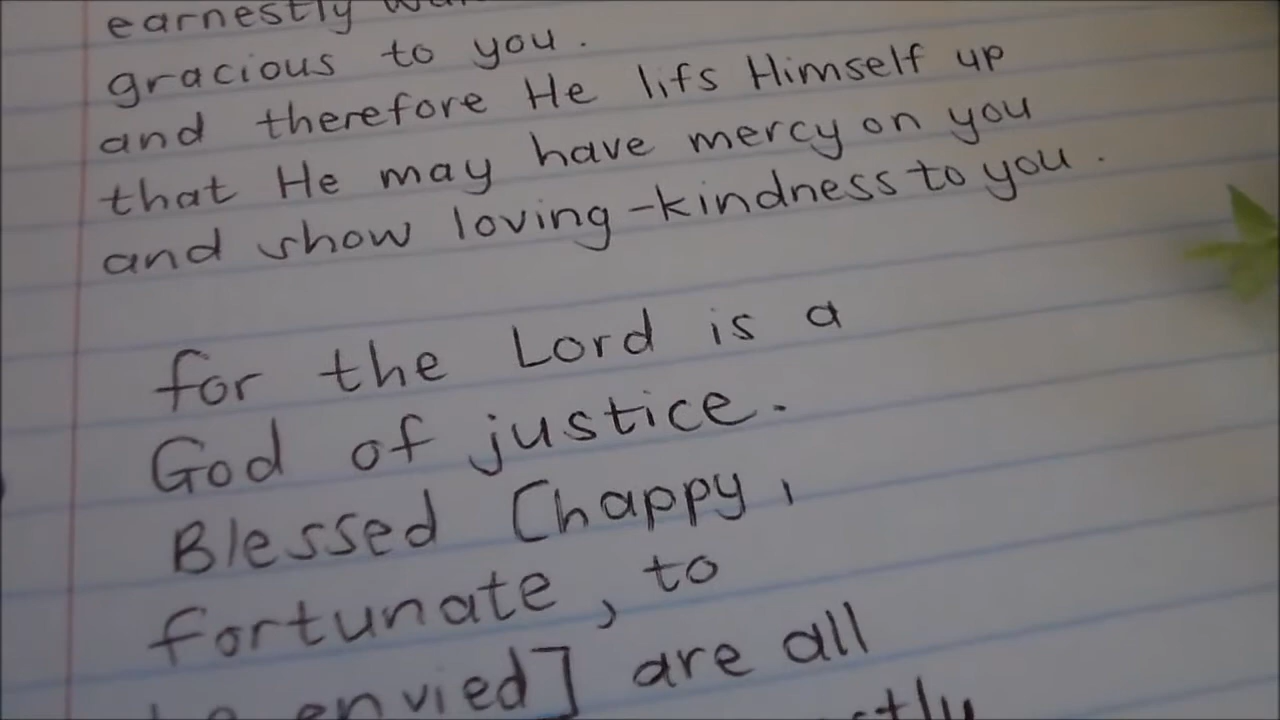 earnestly
gracious to you.
and therefore He lifs Himself up
that He may have mercy on you
and show loving-kindness to you.
for the Lord is a
God of justice.
Blessed [happy,
fortunate, to
envied] are all